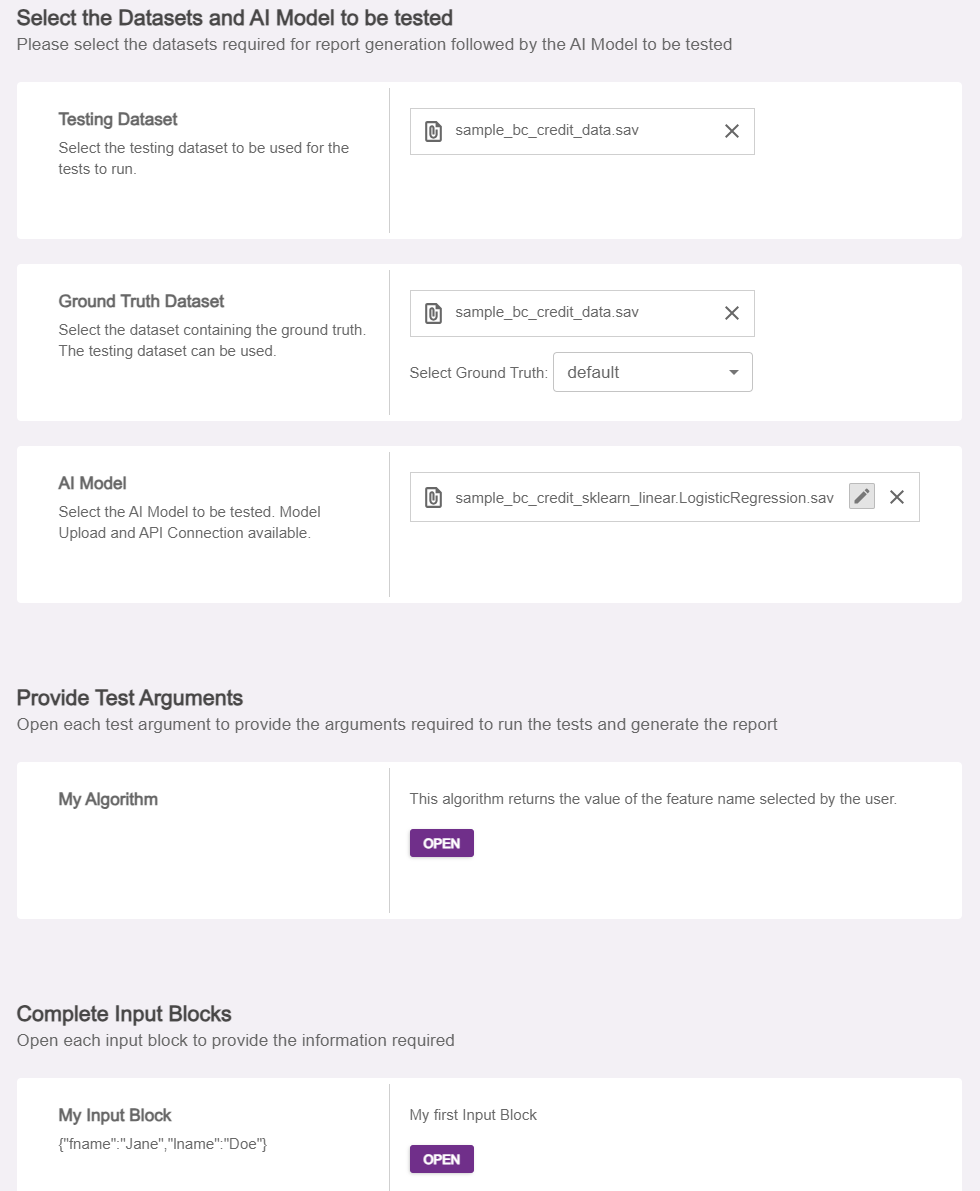 Select the Datasets and AI Model to be tested
Please select the datasets required for report generation followed by the AI Model to be tested
Testing Dataset
Select the testing dataset to be used for the
tests to run.
sample_bc_credit_data.sav
Ground Truth Dataset
Select the dataset containing the ground truth.
The testing dataset can be used.
sample_bc_credit_data.sav
Select Ground Truth: default
AI Model
Select the AI Model to be tested. Model
Upload and API Connection available.
sample_bc_credit_sklearn_linear.LogisticRegression.sav
Provide Test Arguments
Open each test argument to provide the arguments required to run the tests and generate the report
My Algorithm
This algorithm returns the value of the feature name selected by the user.
OPEN
Complete Input Blocks
Open each input block to provide the information required
My Input Block
{"fname":"Jane","lname":"Doe"}
My first Input Block
OPEN